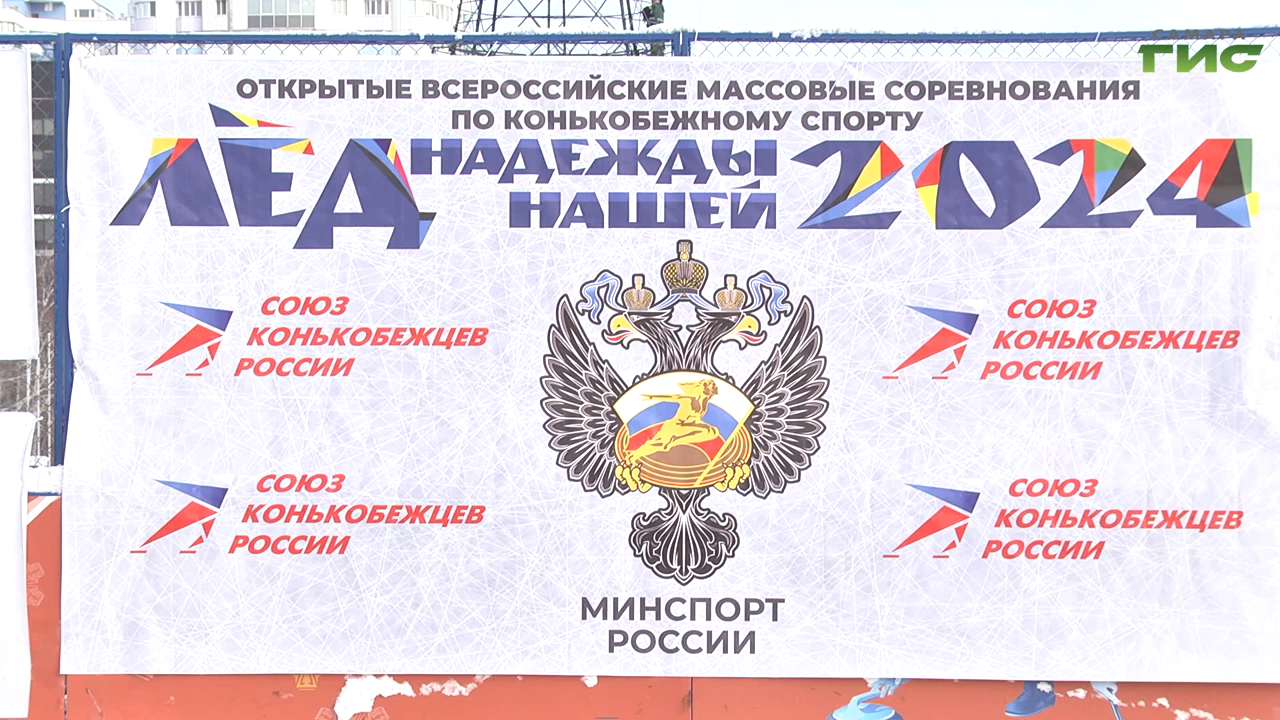 САМАРА
ГИС
ОТКРЫТЫЕ ВСЕРОССИЙСКИЕ МАССОВЫЕ СОРЕВНОВАНИЯ
ПО КОНЬКОБЕЖНОМУ СПОРТУ
ЛЁД НАДЕЖДЫ НАШЕЙ 2024
СОЮЗ
КОНЬКОБЕЖЦЕВ
РОССИИ
СОЮЗ
КОНЬКОБЕЖЦЕВ
РОССИИ
СОЮЗ
КОНЬКОБЕЖЦЕВ
РОССИИ
СОЮЗ
КОНЬКОБЕЖЦЕВ
РОССИИ
МИНСПОРТ
РОССИИ